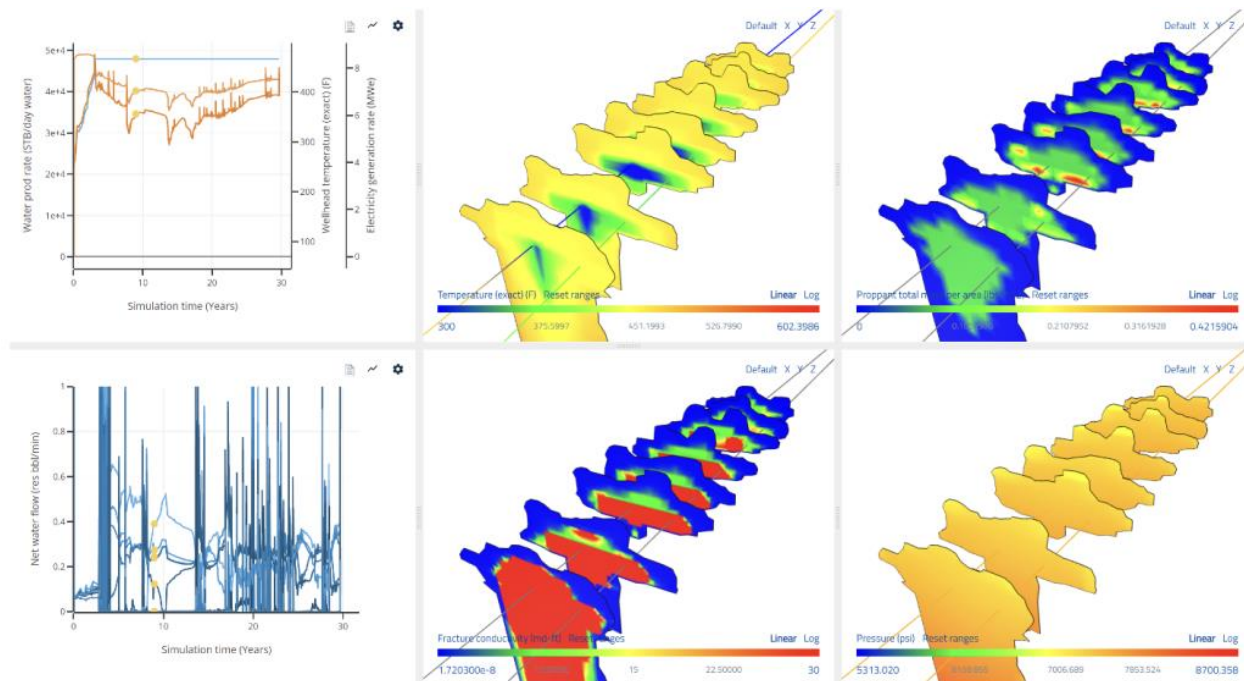 Water prod rate (STB/day water)
5e+4
4e+4
3e+4
2e+4
1e+4
0
0
10
20
30
Simulation time (Years)
400
300
200
100
Wellhead temperature (exact) (F)
8
6
4
2
0
Electricity generation rate (MWe)
Default X Y Z
Temperature (exact) (F) Reset ranges
Linear Log
300
375.5997
451.1993
526.7990
602.3986
Default X Y Z
Proppant total
per area
Reset ranges
Linear Log
0
0.2107952
0.3161928
0.4215904
Net water flow (res bbl/min)
1
0.8
0.6
0.4
0.2
0
0
10
20
30
Simulation time (Years)
Default X Y Z
Fracture conductivity (md-ft) Reset ranges
Linear Log
1.720300e-8
15
22.50000
30
Default X Y Z
Pressure (psi) Reset ranges
Linear Log
5313.020
7006.689
7853.524
8700.358